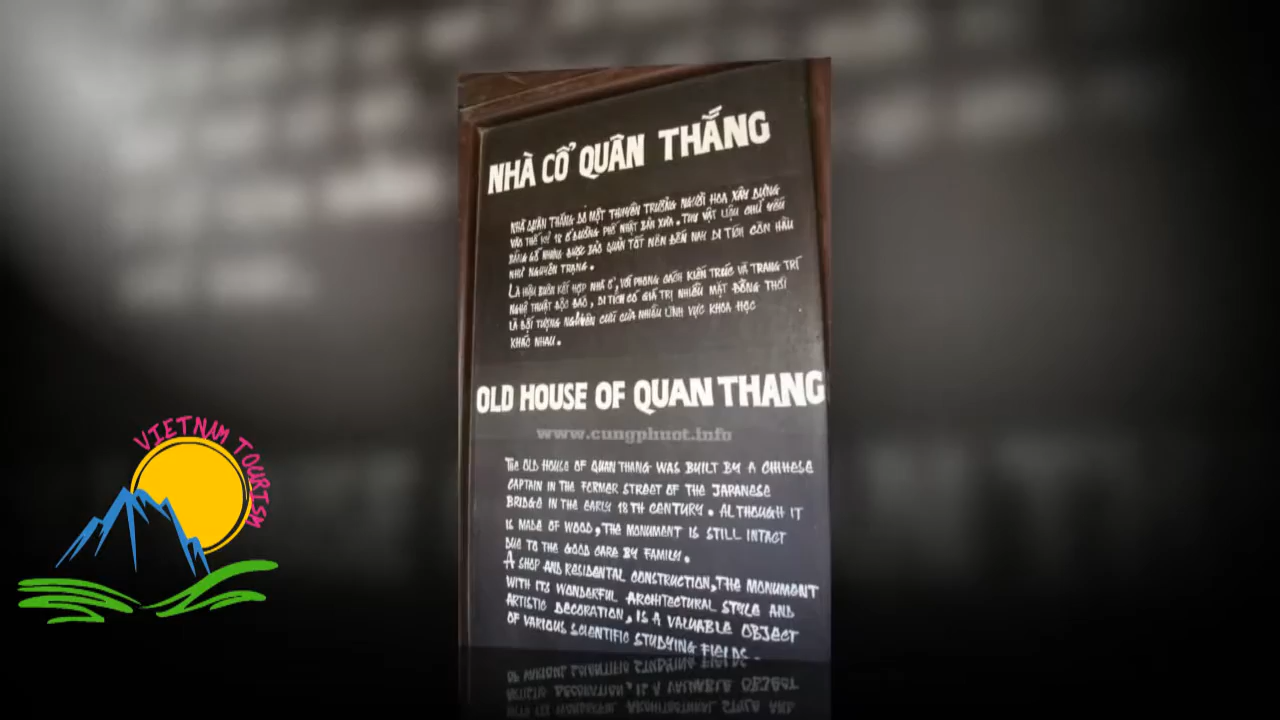 NHÀ CỔ QUÂN THẮNG
NHÀ QUÂN THẮNG DO MỘT THUYỀN TRƯỞNG NGƯỜI HOA XÂY DỰNG
VÀO THẾ KỶ 18 Ở ĐƯỜNG PHỐ NHẬT BẢN XƯA. TUY VẬT LIỆU CHỦ YẾU
BẰNG GỖ NHƯNG ĐƯỢC BẢO QUẢN TỐT NÊN ĐẾN NAY DI TÍCH CÒN HẦU
NHƯ NGUYÊN TRẠNG.
LÀ HIỆU BUÔN KẾT HỢP NHÀ Ở, VỚI PHONG CÁCH KIẾN TRÚC VÀ TRANG TRÍ
NGHỆ THUẬT ĐỘC ĐÁO, DI TÍCH CÓ GIÁ TRỊ NHIỀU MẶT ĐỒNG THỜI
LÀ ĐỐI TƯỢNG NGHIÊN CỨU CỦA NHIỀU LĨNH VỰC KHOA HỌC
KHÁC NHAU.
OLD HOUSE OF QUAN THANG
www.cungphuot.info
THE OLD HOUSE OF QUAN THANG WAS BUILT BY A CHINESE
CAPTAIN IN THE FORMER STREET OF THE JAPANESE
BRIDGE IN THE EARLY 18TH CENTURY. ALTHOUGH IT
IS MADE OF WOOD, THE MONUMENT IS STILL INTACT
DUE TO THE GOOD CARE BY FAMILY.
A SHOP AND RESIDENTAL CONSTRUCTION, THE MONUMENT
WITH ITS WONDERFUL ARCHITECTURAL STYLE AND
ARTISTIC DECORATION, IS A VALUABLE OBJECT
OF VARIOUS SCIENTIFIC STUDYING FIELDS.
VIETNAM TOURISM